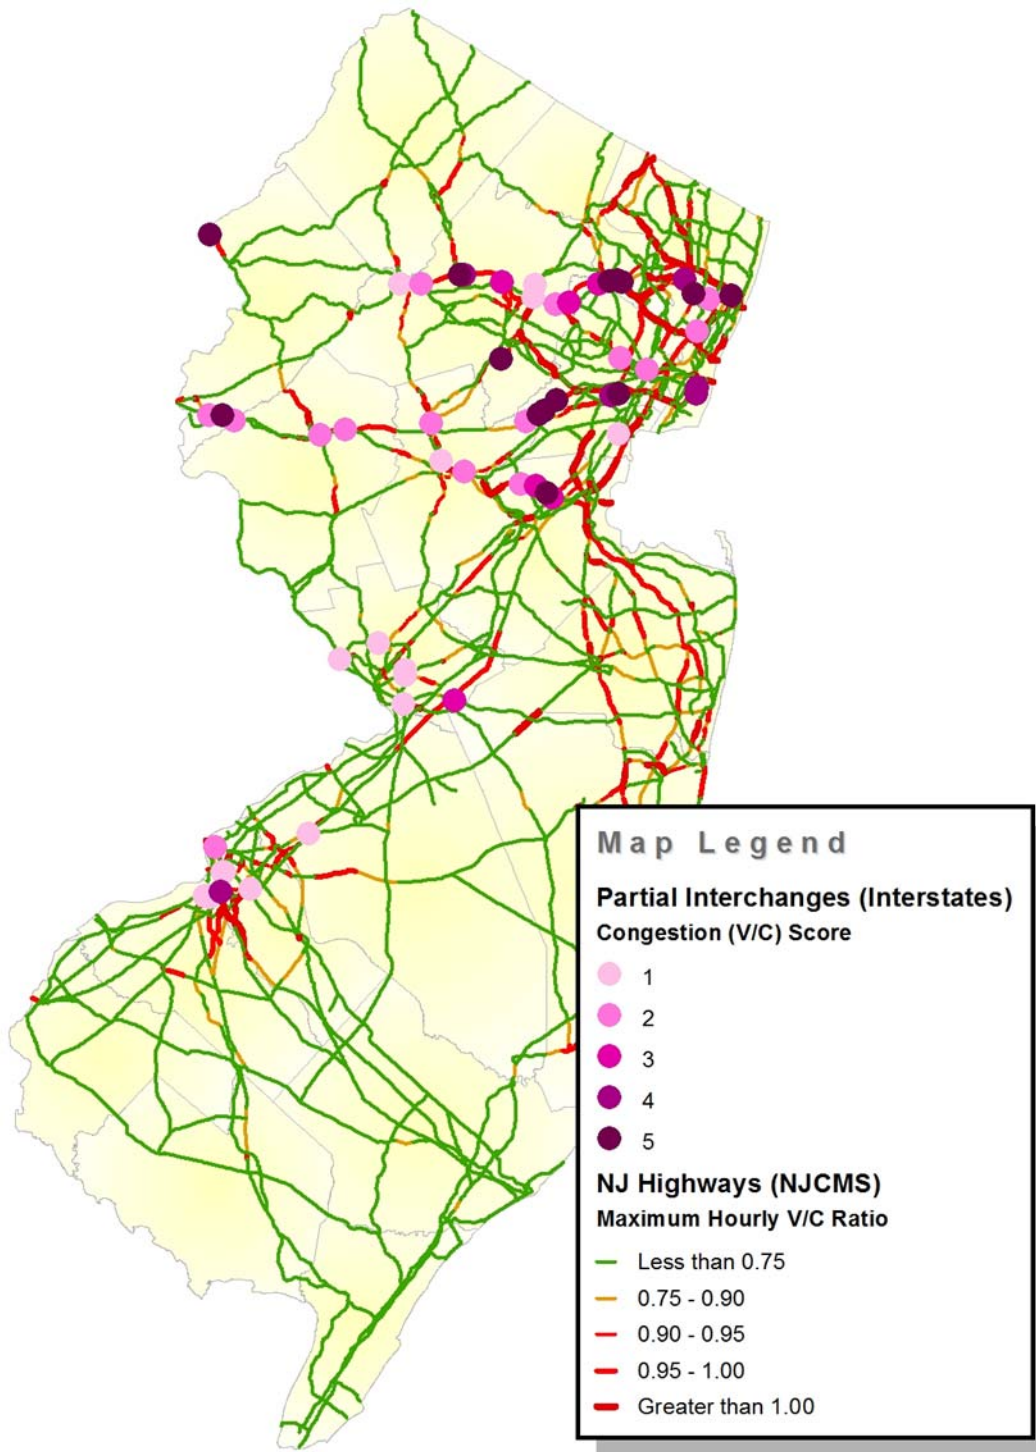 Map Legend
Partial Interchanges (Interstates)
Congestion (V/C) Score
1
2
3
4
5
NJ Highways (NJCMS)
Maximum Hourly V/C Ratio
Less than 0.75
0.75 - 0.90
0.90 - 0.95
0.95 - 1.00
Greater than 1.00